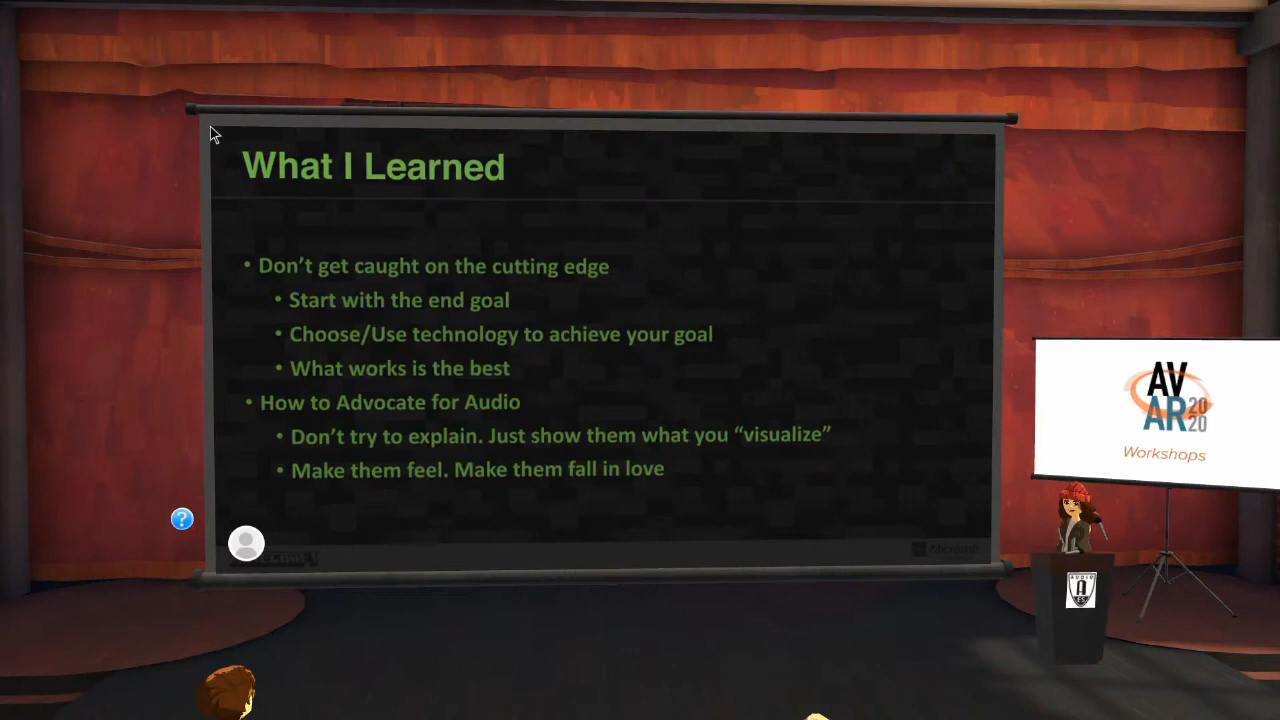 What I Learned
• Don’t get caught on the cutting edge
• Start with the end goal
• Choose/Use technology to achieve your goal
• What works is the best
• How to Advocate for Audio
• Don’t try to explain. Just show them what you “visualize”
• Make them feel. Make them fall in love
Microsoft
AV
AR 20
20
Workshops
?
AUDIO
A
ES